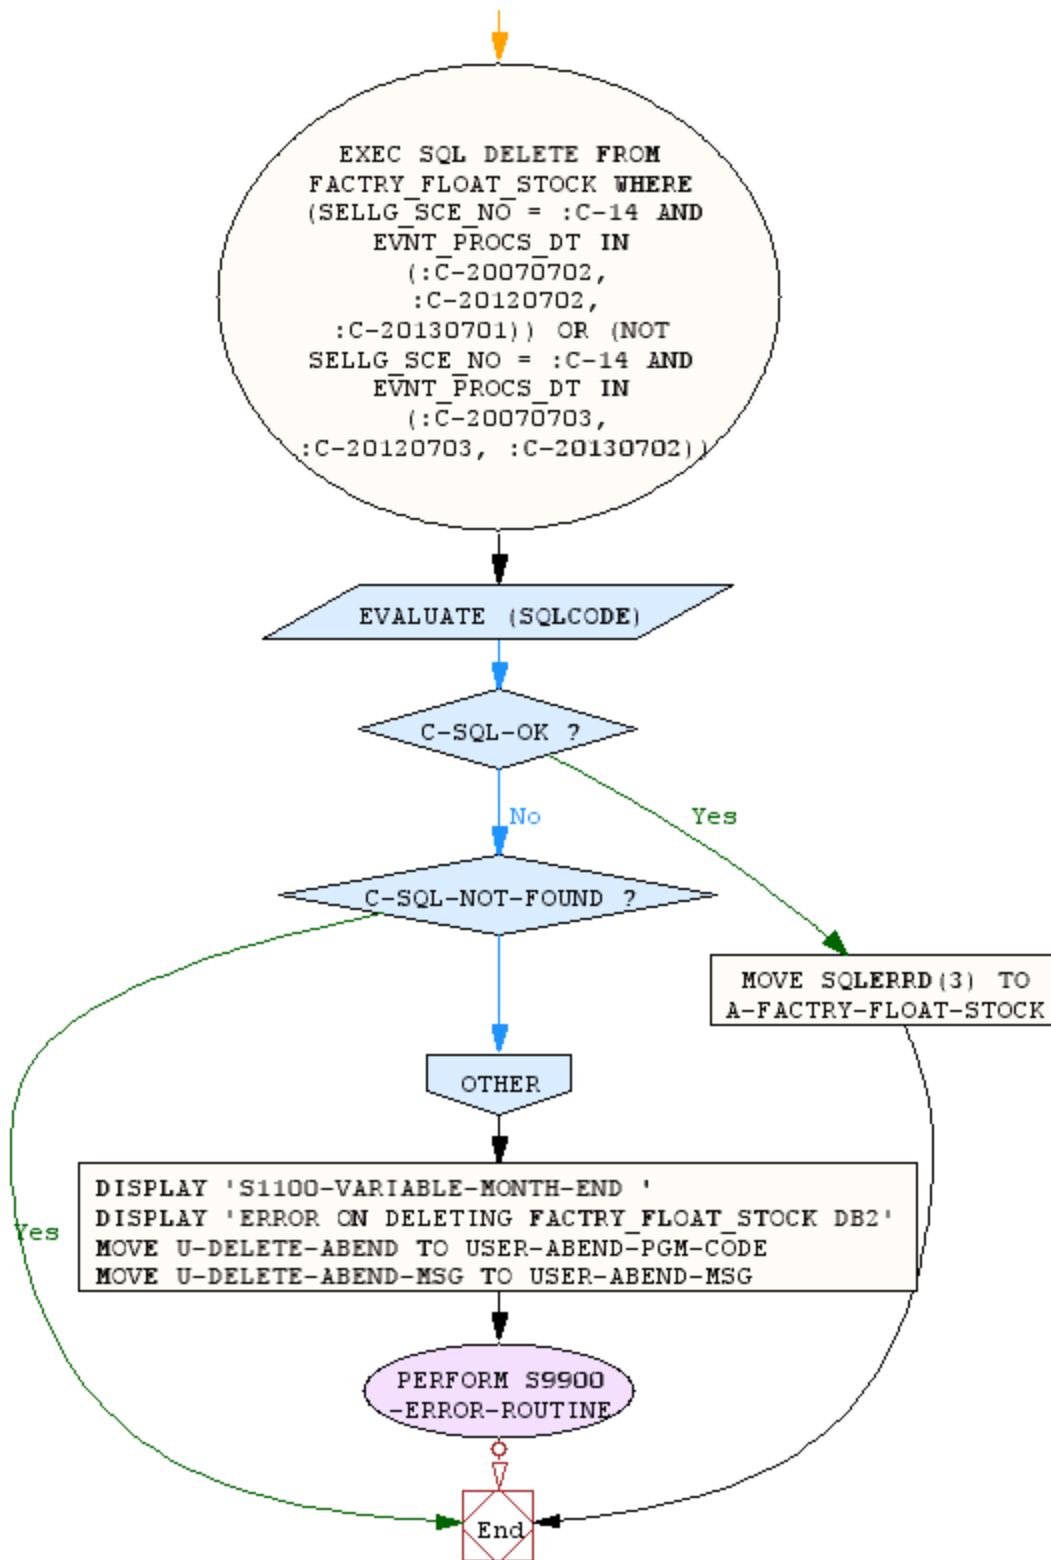 EXEC SQL DELETE FROM
FACTRY_FLOAT_STOCK WHERE
(SELLG_SCE_NO = :C-14 AND
EVNT_PROCS_DT IN
(:C-20070702,
:C-20120702,
:C-20130701)) OR (NOT
SELLG_SCE_NO = :C-14 AND
EVNT_PROCS_DT IN
(:C-20070703,
:C-20120703, :C-20130702))
EVALUATE (SQLCODE)
C-SQL-OK ?
No
Yes
C-SQL-NOT-FOUND ?
MOVE SQLERRD(3) TO
A-FACTRY-FLOAT-STOCK
OTHER
DISPLAY 'S1100-VARIABLE-MONTH-END '
DISPLAY 'ERROR ON DELETING FACTRY_FLOAT_STOCK DB2'
MOVE U-DELETE-ABEND TO USER-ABEND-PGM-CODE
MOVE U-DELETE-ABEND-MSG TO USER-ABEND-MSG
Yes
PERFORM S9900
-ERROR-ROUTINE
End